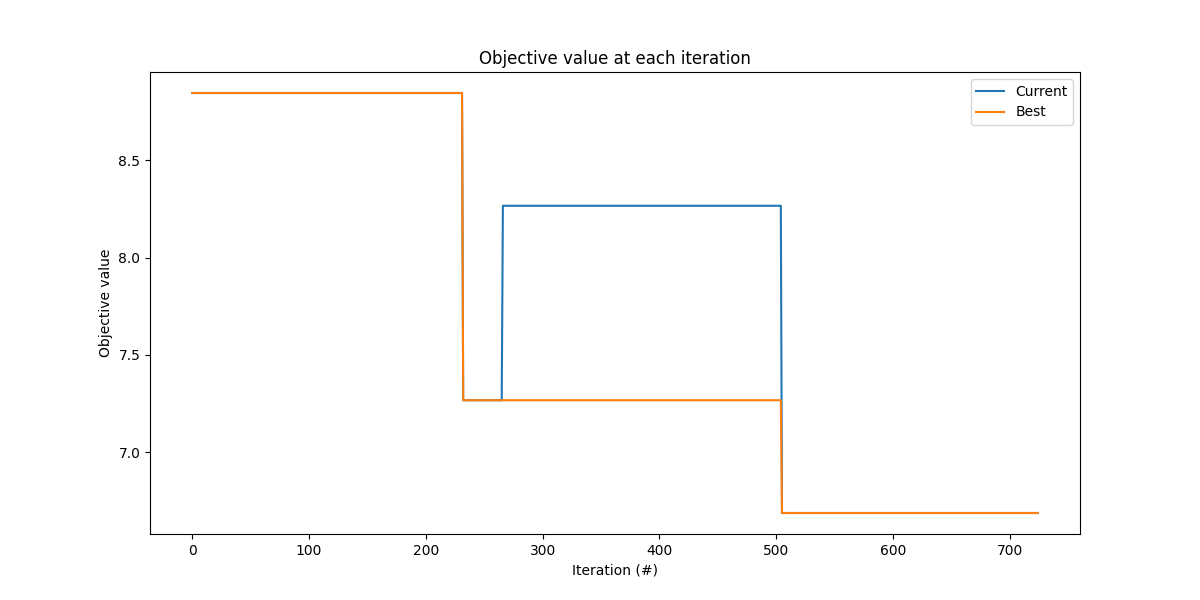 Objective value at each iteration
Current
Best
8.5
8.0
7.5
7.0
Objective value
0 100 200 300 400 500 600 700
Iteration (#)